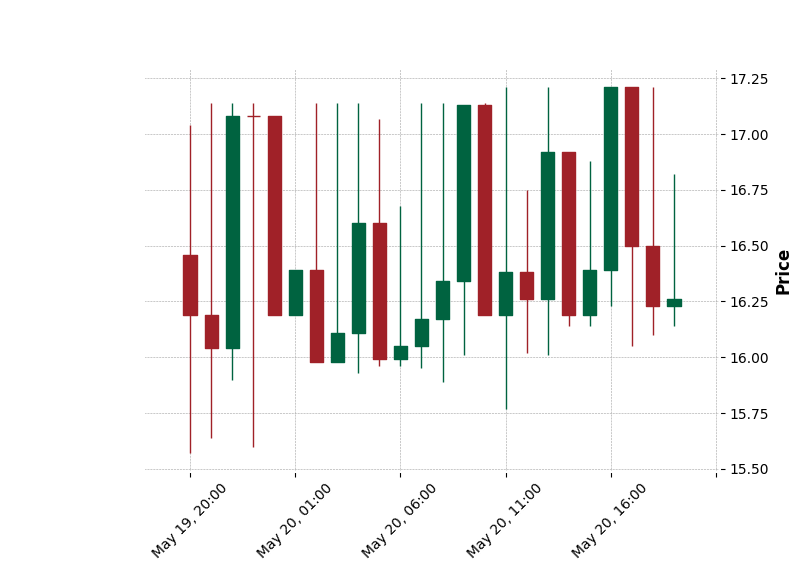 17.25
17.00
16.75
16.50
16.25
16.00
15.75
15.50
Price
May 19, 20:00
May 20, 01:00
May 20, 06:00
May 20, 11:00
May 20, 16:00